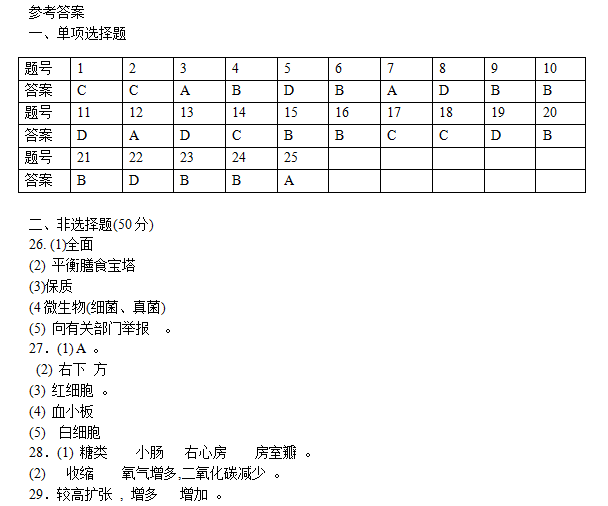 参考答案
一、单项选择题
题号 1 2 3 4 5 6 7 8 9 10
答案 C C A B D B A D B B
题号 11 12 13 14 15 16 17 18 19 20
答案 D A D C B B C C D B
题号 21 22 23 24 25
答案 B D B B A
二、非选择题(50分)
26. (1)全面
(2) 平衡膳食宝塔
(3)保质
(4微生物(细菌、真菌)
(5) 向有关部门举报 。
27．(1) A 。
(2) 右下 方
(3) 红细胞 。
(4) 血小板
(5) 白细胞
28．(1) 糖类 小肠 右心房 房室瓣 。
(2) 收缩 氧气增多,二氧化碳减少 。
29．较高扩张 ，增多 增加 。